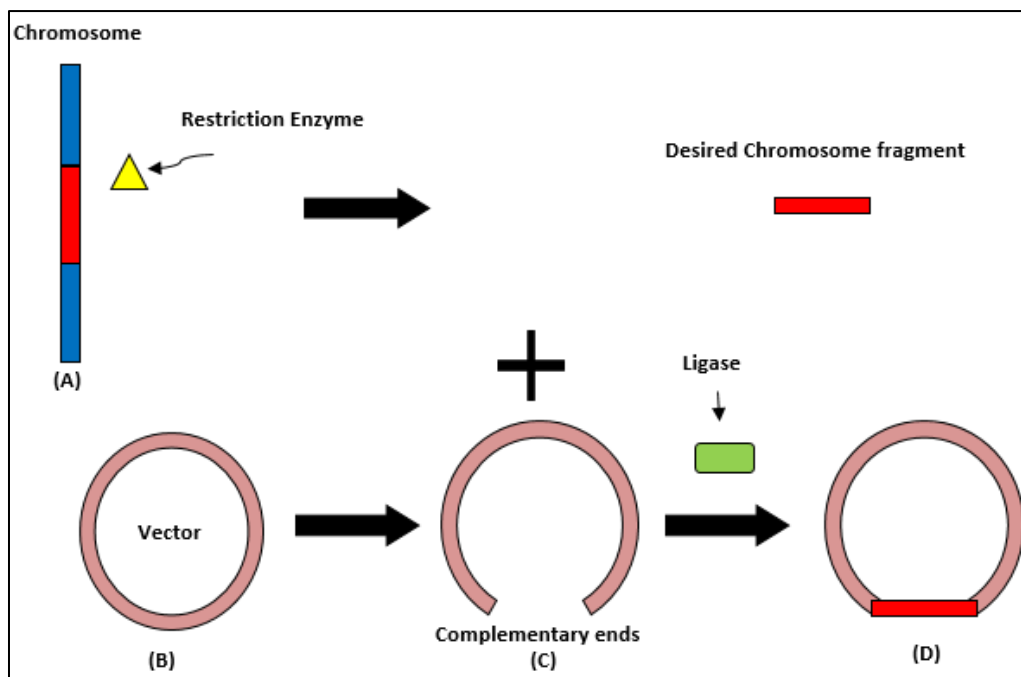 Chromosome
Restriction Enzyme
Desired Chromosome fragment
(A)
Ligase
Vector
Complementary ends
(B)
(C)
(D)